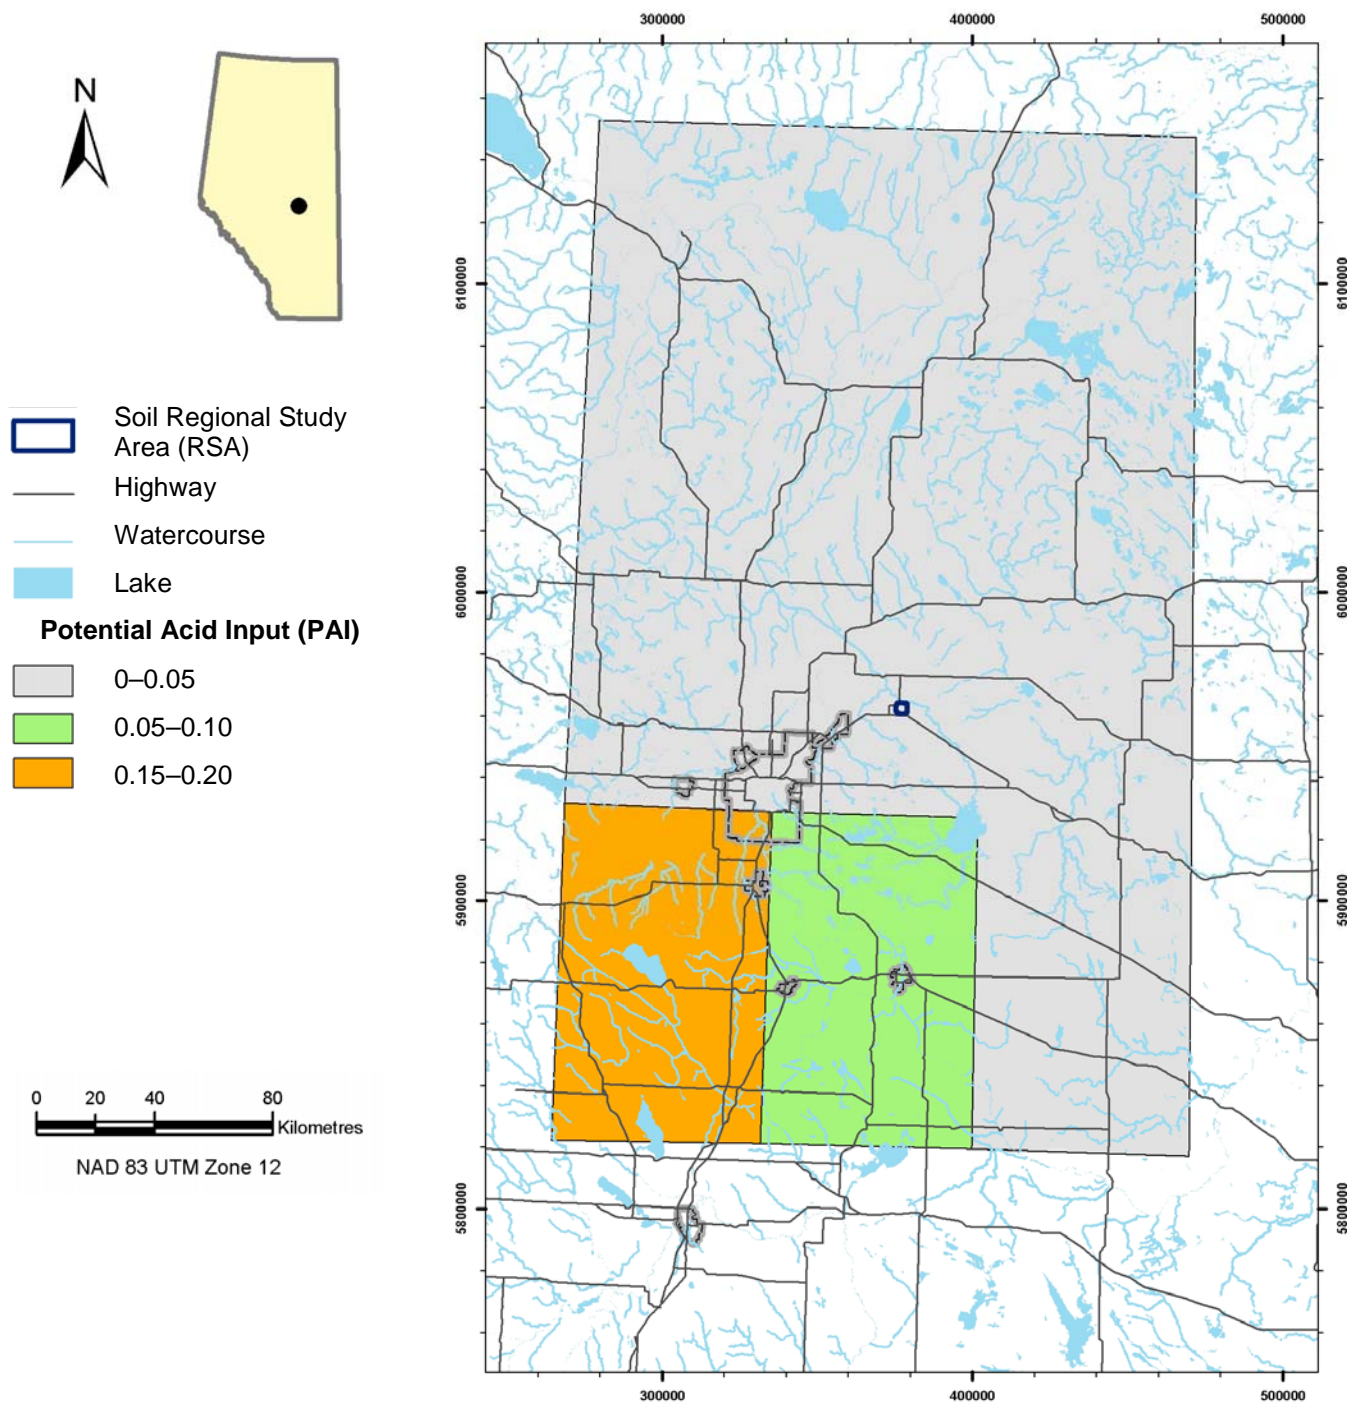 300000 400000 500000
N
6100000 6100000
Soil Regional Study
Area (RSA)
Highway
Watercourse
Lake
6000000 6000000
Potential Acid Input (PAI)
0–0.05
0.05–0.10
0.15–0.20
5900000 5900000
0 20 40 80
Kilometres
NAD 83 UTM Zone 12
5800000 5800000
300000 400000 500000